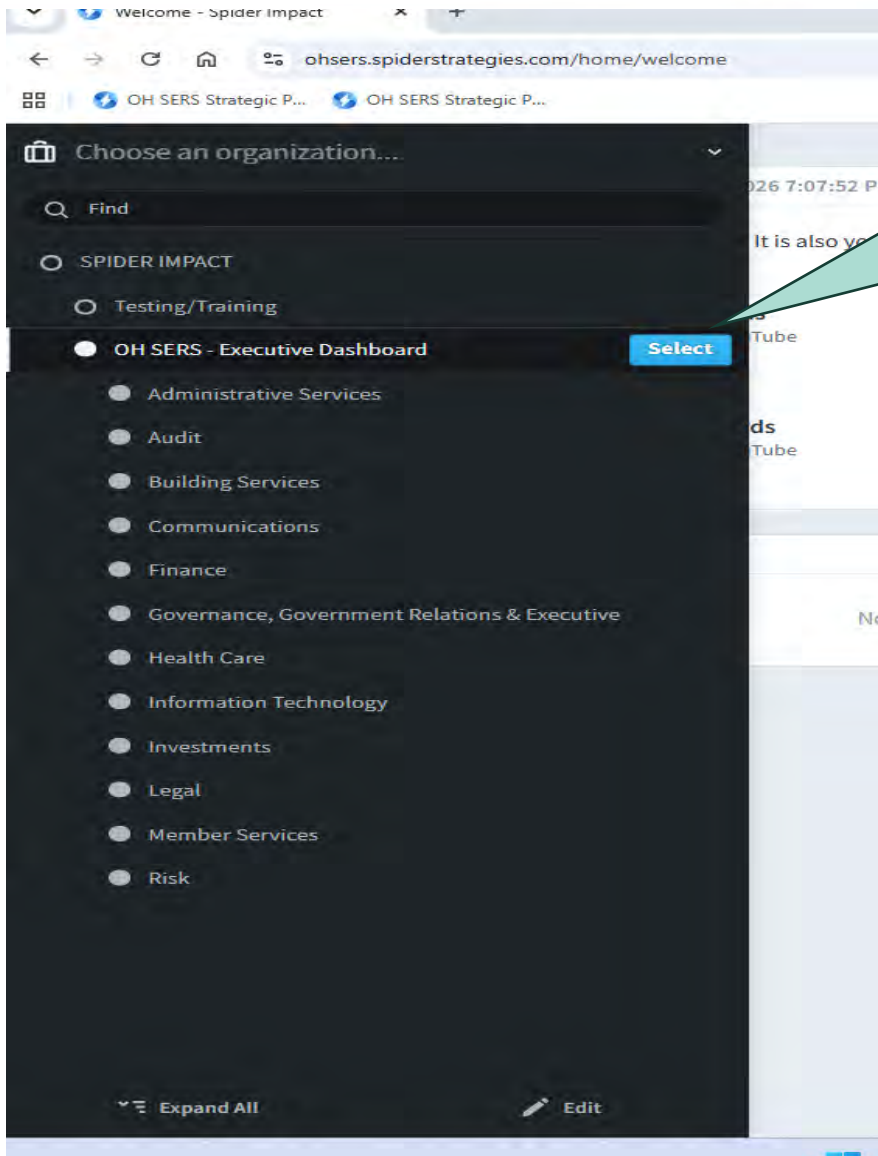 Welcome - Spider Impact
ohsers.spiderstrategies.com/home/welcome
OH SERS Strategic P... OH SERS Strategic P...
Choose an organization...
026 7:07:52 P
Find
It is also
SPIDER IMPACT
Testing/Training
OH SERS - Executive Dashboard Select
Tube
Administrative Services
ds
Audit
Tube
Building Services
Communications
Finance
Governance, Government Relations & Executive
Health Care
Information Technology
Investments
Legal
Member Services
Risk
Expand All Edit